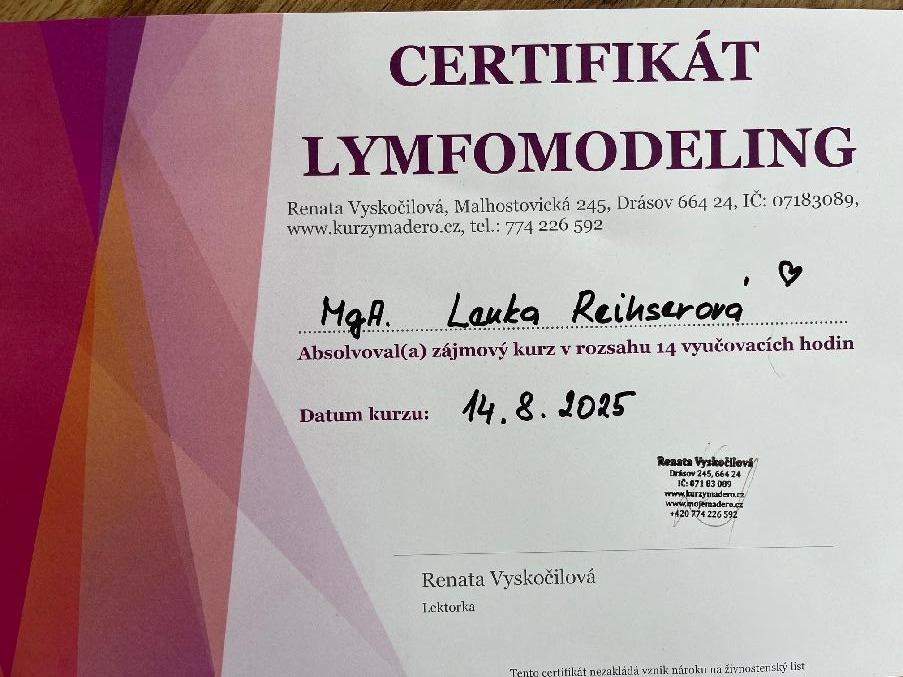 CERTIFIKÁT
LYMFOMODELING
Renata Vyskočilová, Malhostovická 245, Drásov 664 24, IČ: 07183089,
www.kurzymadero.cz, tel.: 774 226 592
MgA. Lenka Reihserová
Absolvoval(a) zájmový kurz v rozsahu 14 vyučovacích hodin
Datum kurzu: 14.8.2025
Renata Vyskočilová
Drásov 245, 664 24
IČ: 071 83 089
www.kurzymadero.cz
www.mojemadero.cz
+420 774 226 592
Renata Vyskočilová
Lektorka
Tento certifikát nezakládá vznik nároku na živnostenský list